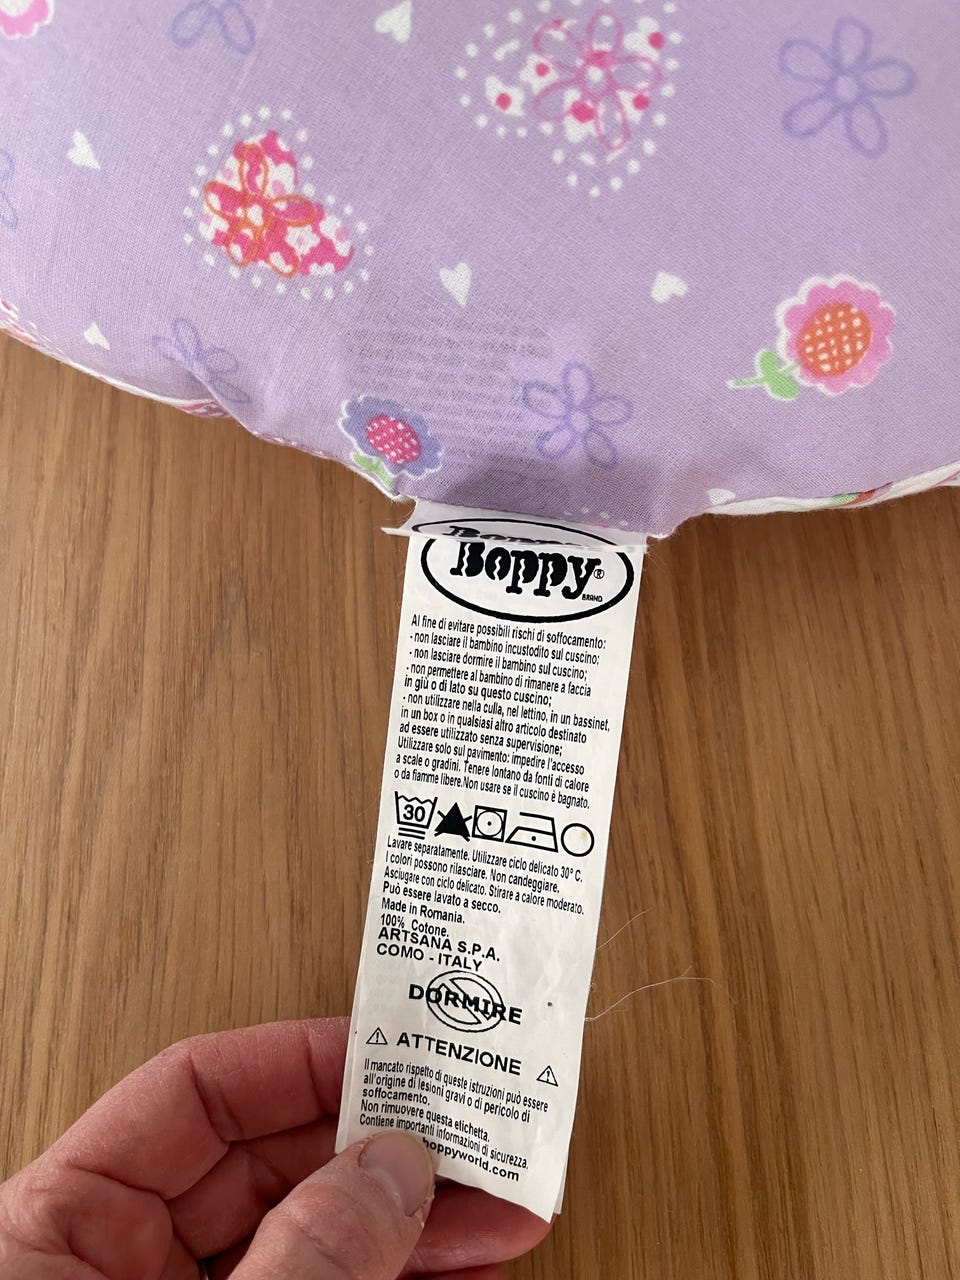 Boppy®
BRAND
Al fine di evitare possibili rischi di soffocamento:
- non lasciare il bambino incustodito sul cuscino;
- non lasciare dormire il bambino sul cuscino;
- non permettere al bambino di rimanere a faccia
in giù o di lato su questo cuscino;
- non utilizzare nella culla, nel lettino, in un bassinet,
in un box o in qualsiasi altro articolo destinato
ad essere utilizzato senza supervisione;
Utilizzare solo sul pavimento: impedire l'accesso
a scale o gradini. Tenere lontano da fonti di calore
o da fiamme libere.Non usare se il cuscino è bagnato.
30
Lavare separatamente. Utilizzare ciclo delicato 30° C.
I colori possono rilasciare. Non candeggiare.
Asciugare con ciclo delicato. Stirare a calore moderato.
Può essere lavato a secco.
Made in Romania.
100% Cotone.
ARTSANA S.P.A.
COMO - ITALY
DORMIRE
⚠ ATTENZIONE ⚠
Il mancato rispetto di queste istruzioni può essere
all'origine di lesioni gravi o di pericolo di
soffocamento.
Non rimuovere questa etichetta.
Contiene importanti informazioni di sicurezza.
boppyworld.com